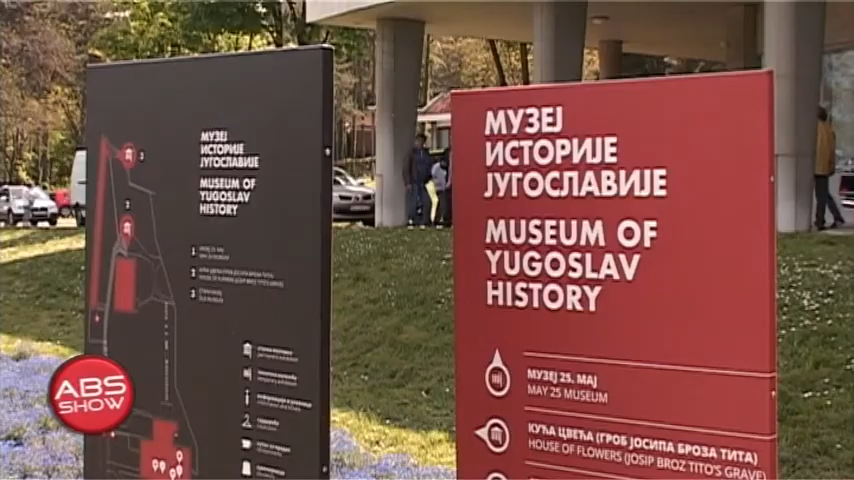 МУЗЕЈ
ИСТОРИЈЕ
ЈУГОСЛАВИЈЕ
MUSEUM OF
YUGOSLAV
HISTORY
МУЗЕЈ
ИСТОРИЈЕ
ЈУГОСЛАВИЈЕ
MUSEUM OF
YUGOSLAV
HISTORY
МУЗЕЈ 25. МАЈ
MAY 25 MUSEUM
КУЋА ЦВЕЋА (ГРОБ ЈОСИПА БРОЗА ТИТА)
HOUSE OF FLOWERS (JOSIP BROZ TITO'S GRAVE)
ABS
SHOW